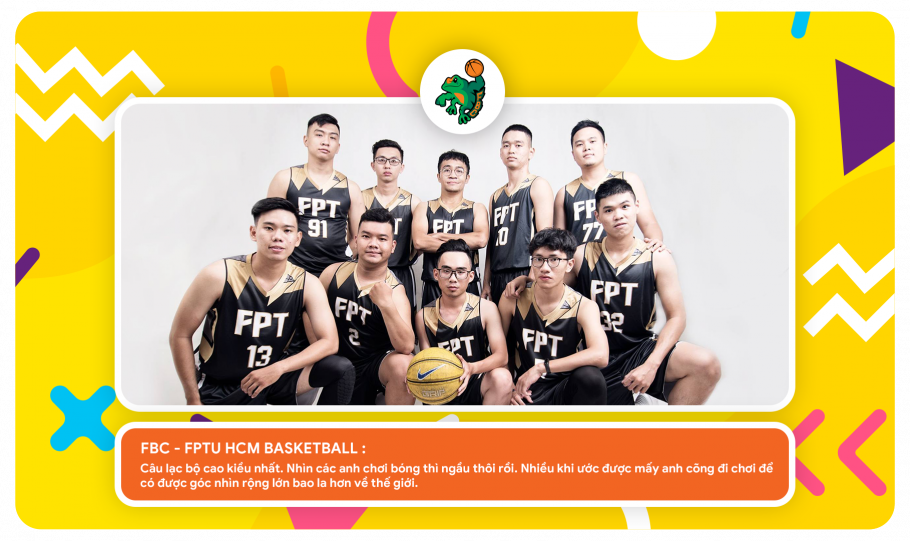 FPT
91
FPT
FPT
FPT
10
FPT
77
FPT
13
FPT
2
FPT
FPT
32
FBC - FPTU HCM BASKETBALL :
Câu lạc bộ cao kiều nhất. Nhìn các anh chơi bóng thì ngầu thôi rồi. Nhiều khi ước được mấy anh cõng đi chơi để
có được góc nhìn rộng lớn bao la hơn về thế giới.